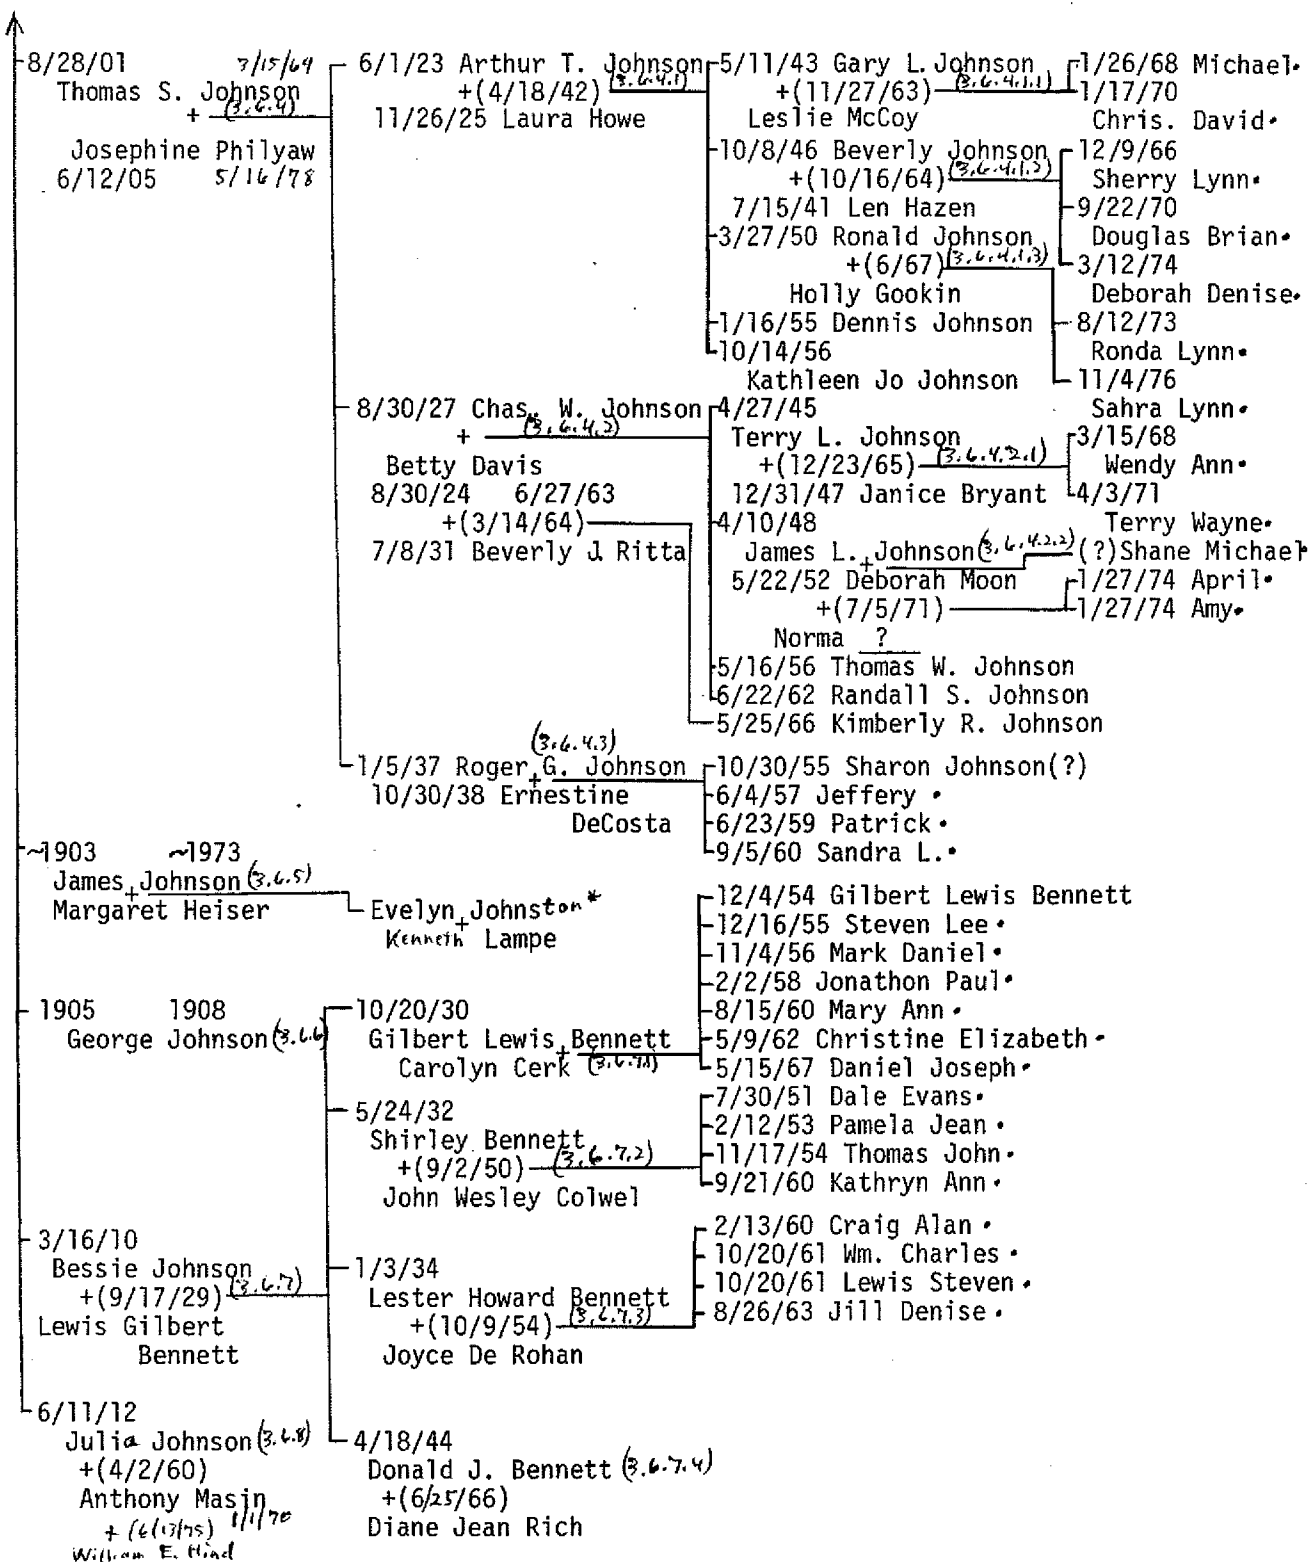 8/28/01 3/15/64
Thomas S. Johnson
+ (3.6.4)
Josephine Philyaw
6/12/05 5/16/78
6/1/23 Arthur T. Johnson
+(4/18/42) (3.6.4.1)
11/26/25 Laura Howe
5/11/43 Gary L. Johnson
+(11/27/63) (3.6.4.1.1)
Leslie McCoy
1/26/68 Michael•
1/17/70
Chris. David•
10/8/46 Beverly Johnson
+(10/16/64) (3.6.4.1.2)
7/15/41 Len Hazen
12/9/66
Sherry Lynn•
9/22/70
Douglas Brian•
3/12/74
Deborah Denise•
3/27/50 Ronald Johnson
+(6/67) (3.6.4.1.3)
Holly Gookin
8/12/73
Ronda Lynn•
11/4/76
Sahra Lynn•
1/16/55 Dennis Johnson
10/14/56
Kathleen Jo Johnson
8/30/27 Chas. W. Johnson
+ (3.6.4.2)
Betty Davis
8/30/24 6/27/63
+(3/14/64)
7/8/31 Beverly J. Ritta
4/27/45
Terry L. Johnson
+(12/23/65) (3.6.4.2.1)
12/31/47 Janice Bryant
3/15/68
Wendy Ann•
4/3/71
Terry Wayne•
4/10/48
James L. + Johnson (3.6.4.2.2)
5/22/52 Deborah Moon
(?)Shane Michael•
+(7/5/71)
Norma ?
1/27/74 April•
1/27/74 Amy•
5/16/56 Thomas W. Johnson
6/22/62 Randall S. Johnson
5/25/66 Kimberly R. Johnson
(3.6.4.3)
1/5/37 Roger + G. Johnson
10/30/38 Ernestine
DeCosta
10/30/55 Sharon Johnson(?)
6/4/57 Jeffery •
6/23/59 Patrick •
9/5/60 Sandra L.•
~1903 ~1973
James + Johnson (3.6.5)
Margaret Heiser
Evelyn + Johnston*
Kenneth Lampe
1905 1908
George Johnson (3.6.6)
10/20/30
Gilbert Lewis + Bennett
Carolyn Cerk (3.6.7.1)
12/4/54 Gilbert Lewis Bennett
12/16/55 Steven Lee •
11/4/56 Mark Daniel•
2/2/58 Jonathon Paul•
8/15/60 Mary Ann •
5/9/62 Christine Elizabeth •
5/15/67 Daniel Joseph•
5/24/32
Shirley Bennett
+(9/2/50) (3.6.7.2)
John Wesley Colwel
7/30/51 Dale Evans•
2/12/53 Pamela Jean •
11/17/54 Thomas John•
9/21/60 Kathryn Ann •
3/16/10
Bessie Johnson
+(9/17/29) (3.6.7)
Lewis Gilbert
Bennett
1/3/34
Lester Howard Bennett
+(10/9/54) (3.6.7.3)
Joyce De Rohan
2/13/60 Craig Alan •
10/20/61 Wm. Charles •
10/20/61 Lewis Steven •
8/26/63 Jill Denise •
6/11/12
Julia Johnson (3.6.8)
+(4/2/60)
Anthony Masin
+ (6/13/75) 1/1/70
William E. Hind
4/18/44
Donald J. Bennett (3.6.7.4)
+(6/25/66)
Diane Jean Rich